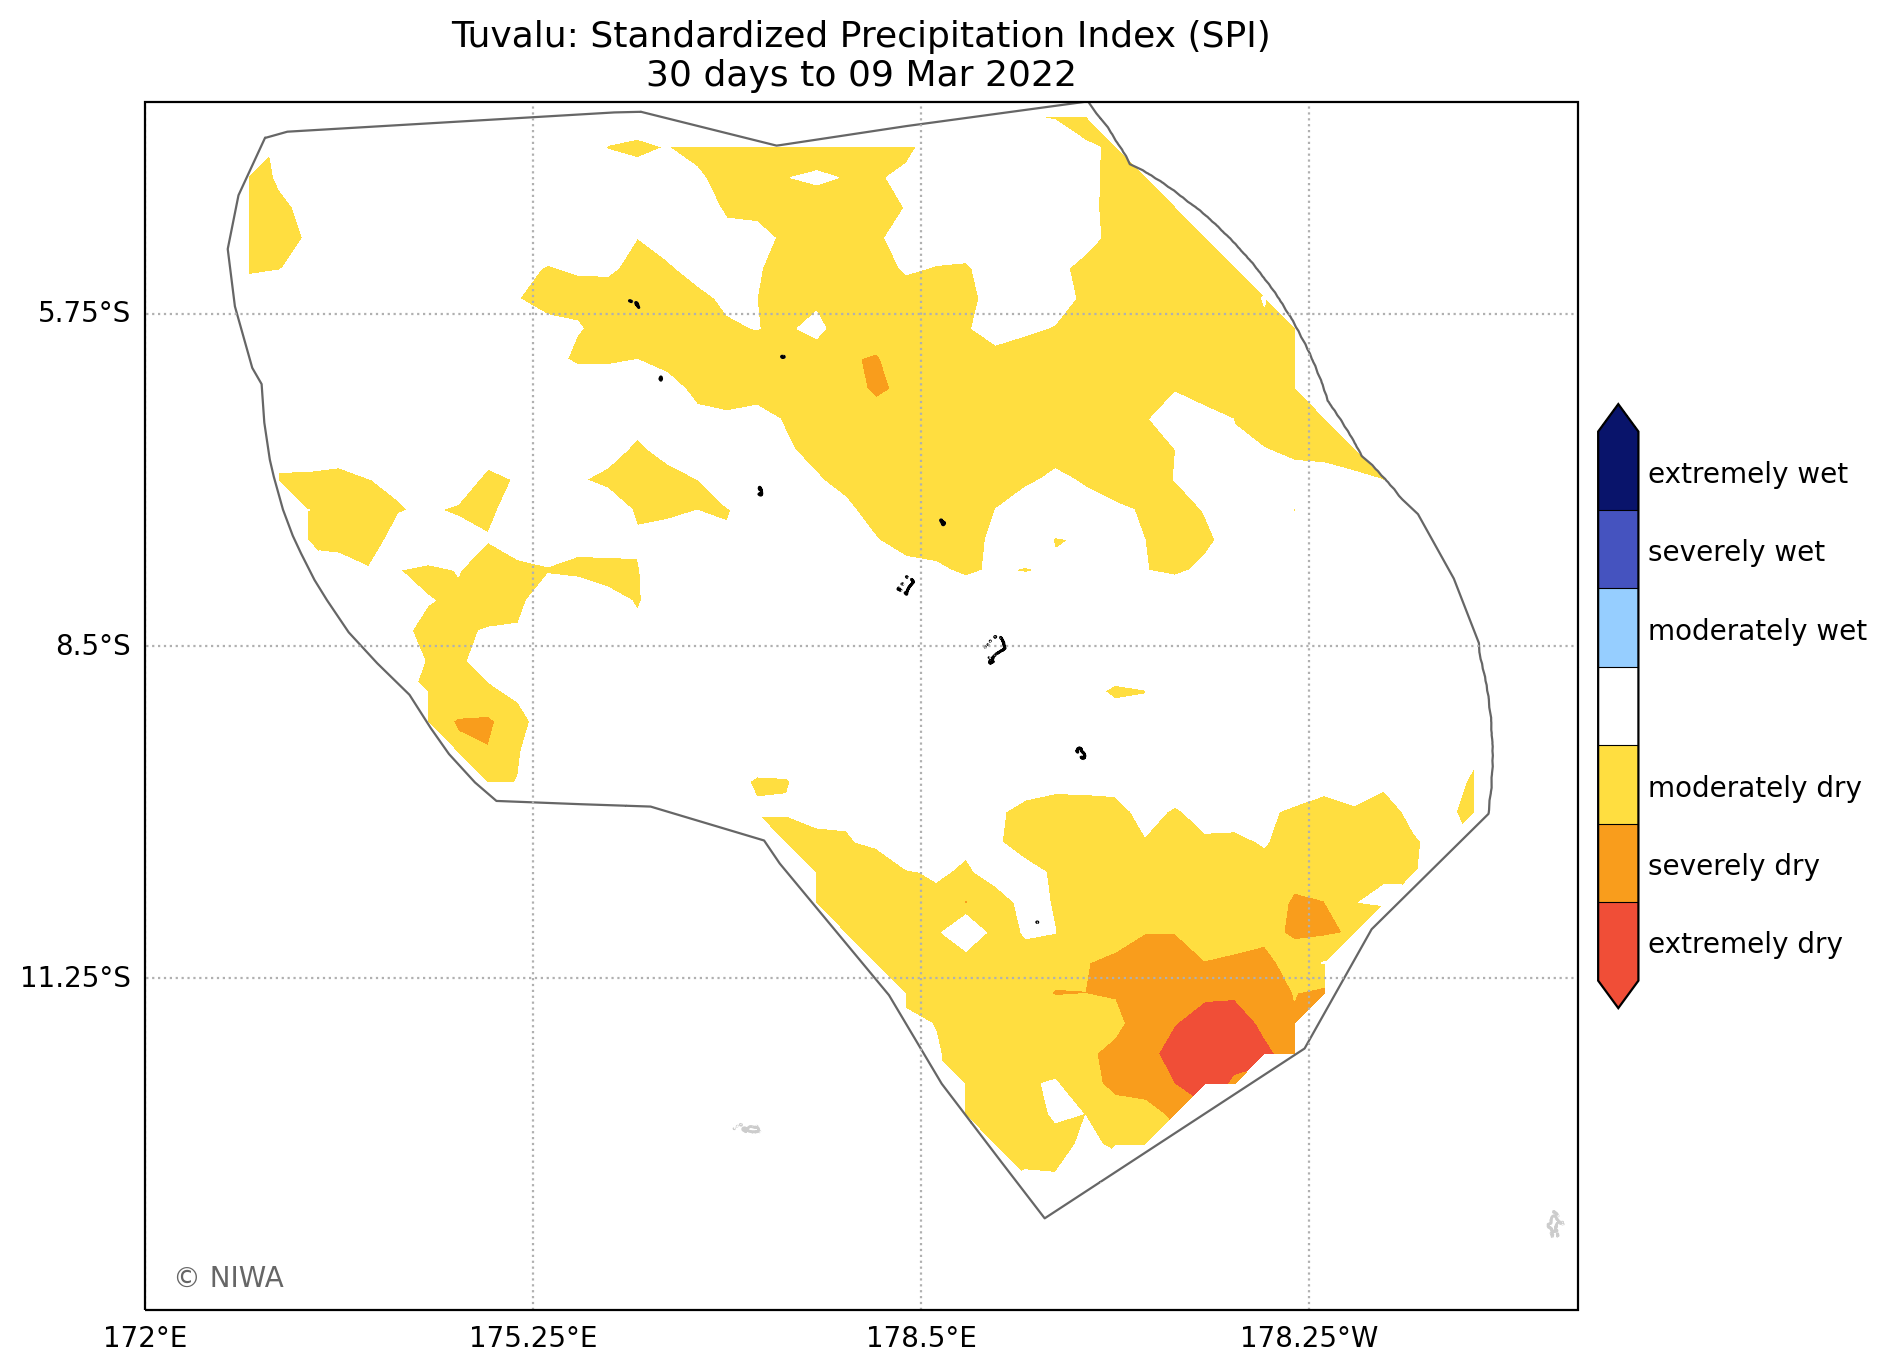 Tuvalu: Standardized Precipitation Index (SPI)
30 days to 09 Mar 2022
5.75°S
8.5°S
11.25°S
172°E
175.25°E
178.5°E
178.25°W
© NIWA
extremely wet
severely wet
moderately wet
moderately dry
severely dry
extremely dry